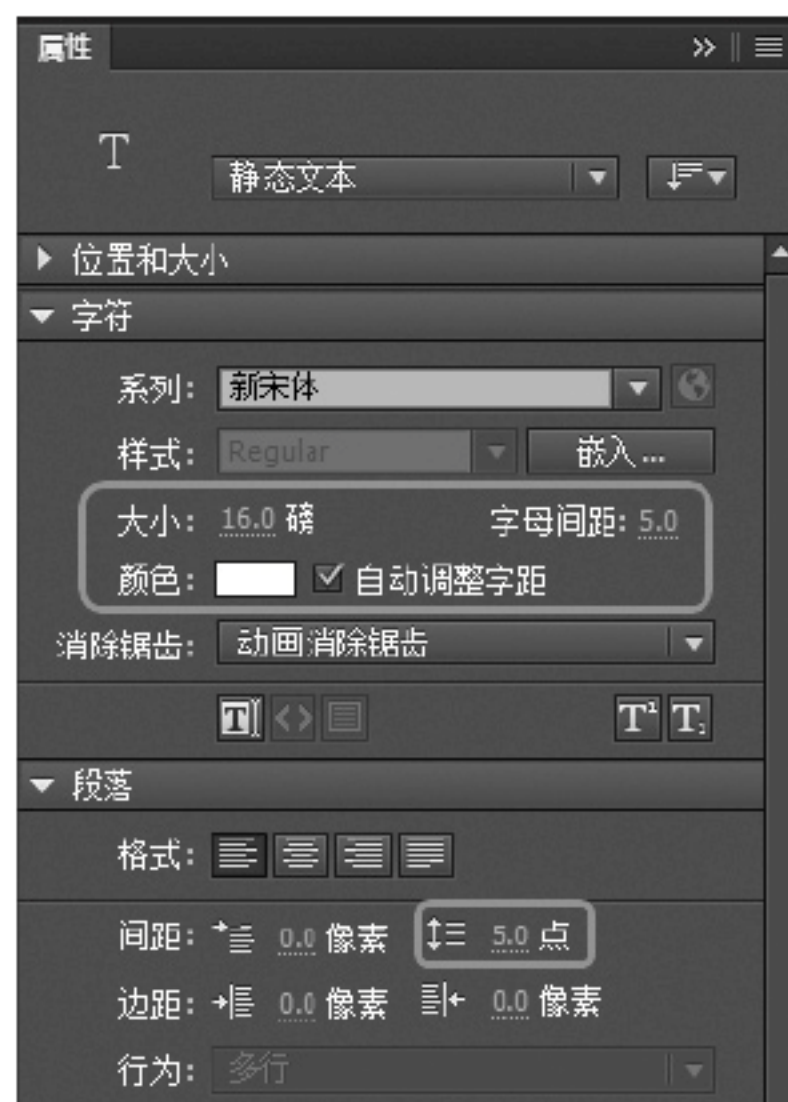 属性
T
静态文本
位置和大小
字符
系列: 新宋体
样式: Regular 嵌入...
大小: 16.0 磅 字母间距: 5.0
颜色: 自动调整字距
消除锯齿: 动画消除锯齿
T <> T¹ T₁
段落
格式:
间距: 0.0 像素 5.0 点
边距: 0.0 像素 0.0 像素
行为: 多行